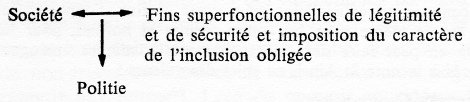 Société Fins superfonctionnelles de légitimité
et de sécurité et imposition du caractère
de l'inclusion obligée
Politie